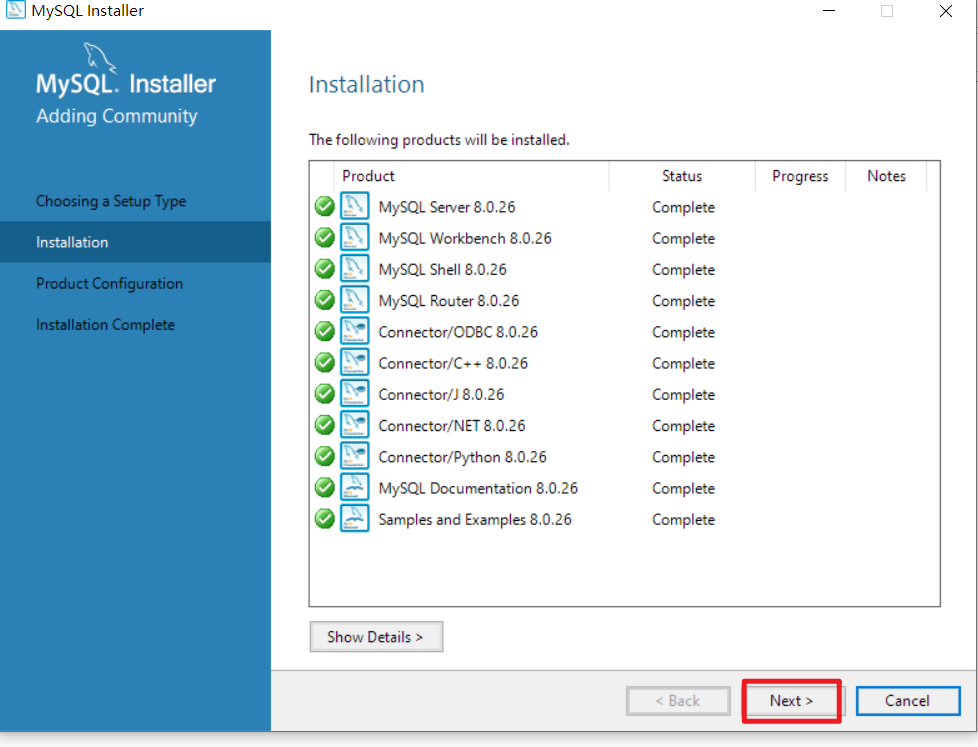 MySQL Installer
MySQL. Installer
Adding Community
Choosing a Setup Type
Installation
Product Configuration
Installation Complete
Installation
The following products will be installed.
Product Status Progress Notes
MySQL Server 8.0.26 Complete
MySQL Workbench 8.0.26 Complete
MySQL Shell 8.0.26 Complete
MySQL Router 8.0.26 Complete
Connector/ODBC 8.0.26 Complete
Connector/C++ 8.0.26 Complete
Connector/J 8.0.26 Complete
Connector/NET 8.0.26 Complete
Connector/Python 8.0.26 Complete
MySQL Documentation 8.0.26 Complete
Samples and Examples 8.0.26 Complete
Show Details >
< Back Next > Cancel